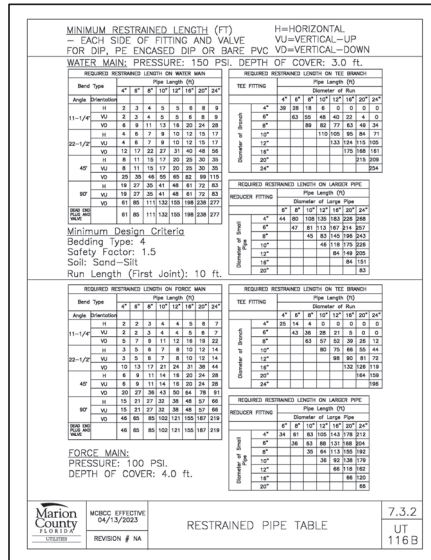 MINIMUM RESTRAINED LENGTH (FT)
– EACH SIDE OF FITTING AND VALVE
FOR DIP, PE ENCASED DIP OR BARE PVC
H=HORIZONTAL
VU=VERTICAL-UP
VD=VERTICAL-DOWN
WATER MAIN: PRESSURE: 150 PSI. DEPTH OF COVER: 3.0 ft.
REQUIRED RESTRAINED LENGTH ON WATER MAIN
Bend Type Pipe Length (ft)
4" 6" 8" 10" 12" 16" 20" 24"
Angle Orientation
H 2 3 4 5 5 6 8 9
11-1/4° VU 2 3 4 5 5 6 8 9
VD 6 9 11 13 16 20 24 28
H 4 6 7 9 10 12 15 17
22-1/2° VU 4 6 7 9 10 12 15 17
VD 12 17 22 27 31 40 48 56
H 8 11 15 17 20 25 30 35
45° VU 8 11 15 17 20 25 30 35
VD 25 35 46 55 65 82 99 115
H 19 27 35 41 48 61 72 83
90° VU 19 27 35 41 48 61 72 83
VD 61 85 111 132 155 198 238 277
DEAD END PLUG AND VALVE 61 85 111 132 155 198 238 277
REQUIRED RESTRAINED LENGTH ON TEE BRANCH
TEE FITTING Pipe Length (ft)
Diameter of Run
4" 6" 8" 10" 12" 16" 20" 24"
Diameter of Branch
4" 39 28 18 6 0 0 0 0
6" 63 55 48 40 22 4 0
8" 89 82 77 63 49 34
10" 110 105 95 84 71
12" 133 124 115 105
16" 175 168 161
20" 215 209
24" 254
REQUIRED RESTRAINED LENGTH ON LARGER PIPE
REDUCER FITTING Pipe Length (ft)
Diameter of Large Pipe
6" 8" 10" 12" 16" 20" 24"
Diameter of Small Pipe
4" 44 80 108 135 183 226 268
6" 47 81 113 167 214 257
8" 45 83 145 196 243
10" 46 118 175 226
12" 84 149 205
16" 84 151
20" 83
Minimum Design Criteria
Bedding Type: 4
Safety Factor: 1.5
Soil: Sand-Silt
Run Length (First Joint): 10 ft.
REQUIRED RESTRAINED LENGTH ON FORCE MAIN
Bend Type Pipe Length (ft)
4" 6" 8" 10" 12" 16" 20" 24"
Angle Orientation
H 2 2 3 4 4 5 6 7
11-1/4° VU 2 2 3 4 4 5 6 7
VD 5 7 9 11 12 16 19 22
H 3 5 6 7 8 10 12 14
22-1/2° VU 3 5 6 7 8 10 12 14
VD 10 13 17 21 24 31 38 44
H 6 9 11 14 16 20 24 28
45° VU 6 9 11 14 16 20 24 28
VD 20 27 36 43 50 64 78 91
H 15 21 27 32 38 48 57 66
90° VU 15 21 27 32 38 48 57 66
VD 46 65 85 102 121 155 187 219
DEAD END PLUG AND VALVE 46 65 85 102 121 155 187 219
REQUIRED RESTRAINED LENGTH ON TEE BRANCH
TEE FITTING Pipe Length (ft)
Diameter of Run
4" 6" 8" 10" 12" 16" 20" 24"
Diameter of Branch
4" 25 14 4 0 0 0 0 0
6" 43 36 28 21 5 0 0
8" 63 57 52 39 26 12
10" 80 75 66 55 44
12" 98 90 81 72
16" 132 126 119
20" 164 159
24" 196
REQUIRED RESTRAINED LENGTH ON LARGER PIPE
REDUCER FITTING Pipe Length (ft)
Diameter of Large Pipe
6" 8" 10" 12" 16" 20" 24"
Diameter of Small Pipe
4" 34 61 83 105 143 178 212
6" 36 63 88 131 168 204
8" 35 64 113 155 192
10" 36 92 138 179
12" 66 118 162
16" 66 120
20" 66
FORCE MAIN:
PRESSURE: 100 PSI.
DEPTH OF COVER: 4.0 ft.
Marion County
FLORIDA
UTILITIES
MCBCC EFFECTIVE
04/13/2023
REVISION # NA
RESTRAINED PIPE TABLE
7.3.2
UT
116B